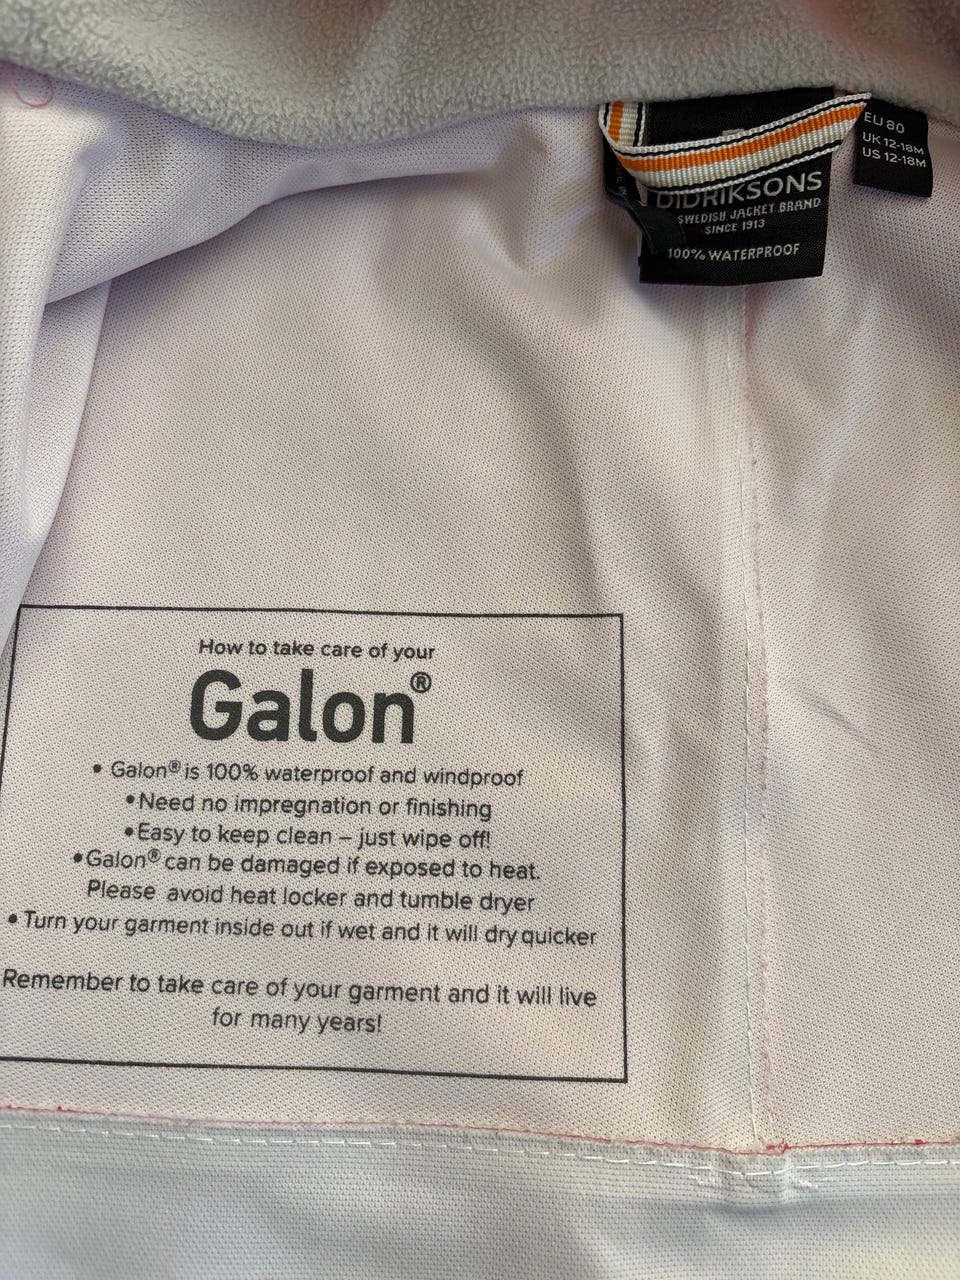 EU 80
UK 12-18M
US 12-18M
DIDRIKSONS
SWEDISH JACKET BRAND
SINCE 1913
100% WATERPROOF
How to take care of your
Galon®
• Galon® is 100% waterproof and windproof
• Need no impregnation or finishing
• Easy to keep clean – just wipe off!
• Galon® can be damaged if exposed to heat.
Please avoid heat locker and tumble dryer
• Turn your garment inside out if wet and it will dry quicker
Remember to take care of your garment and it will live
for many years!